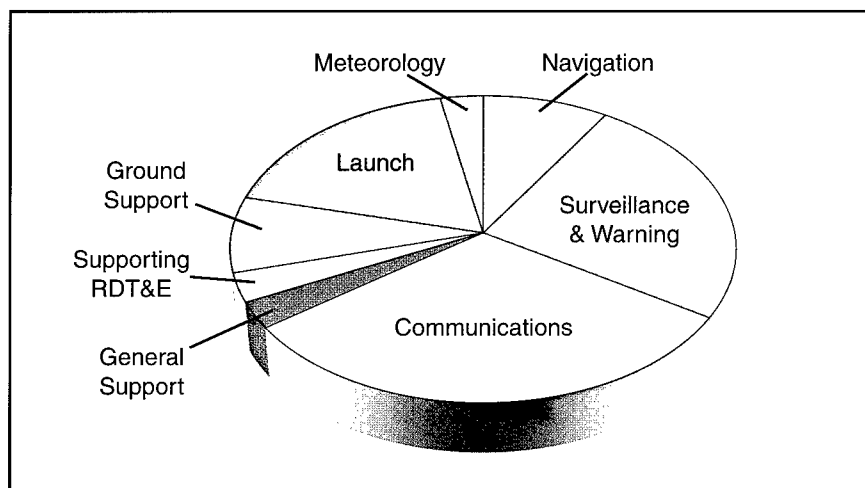 Meteorology
Navigation
Launch
Ground
Support
Surveillance
& Warning
Supporting
RDT&E
Communications
General
Support